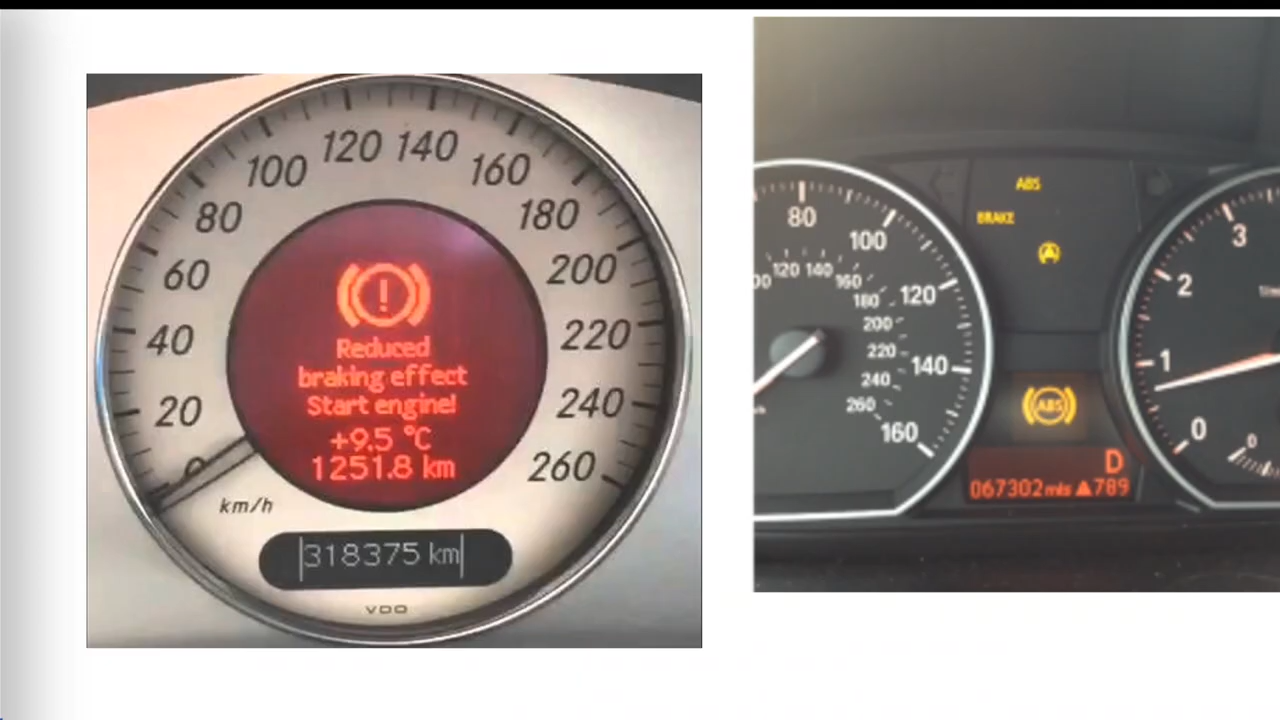 120 140
100 160
80 180
60 200
40 220
20 240
0 260
!
Reduced
braking effect
Start engine!
+9.5 °C
1251.8 km
km/h
318375 km
VDO
ABS
BRAKE
A
80
100
120
140
160
120 140
160
180
200
220
240
260
ABS
D
067302mls ▲789
3
2
1
0
0